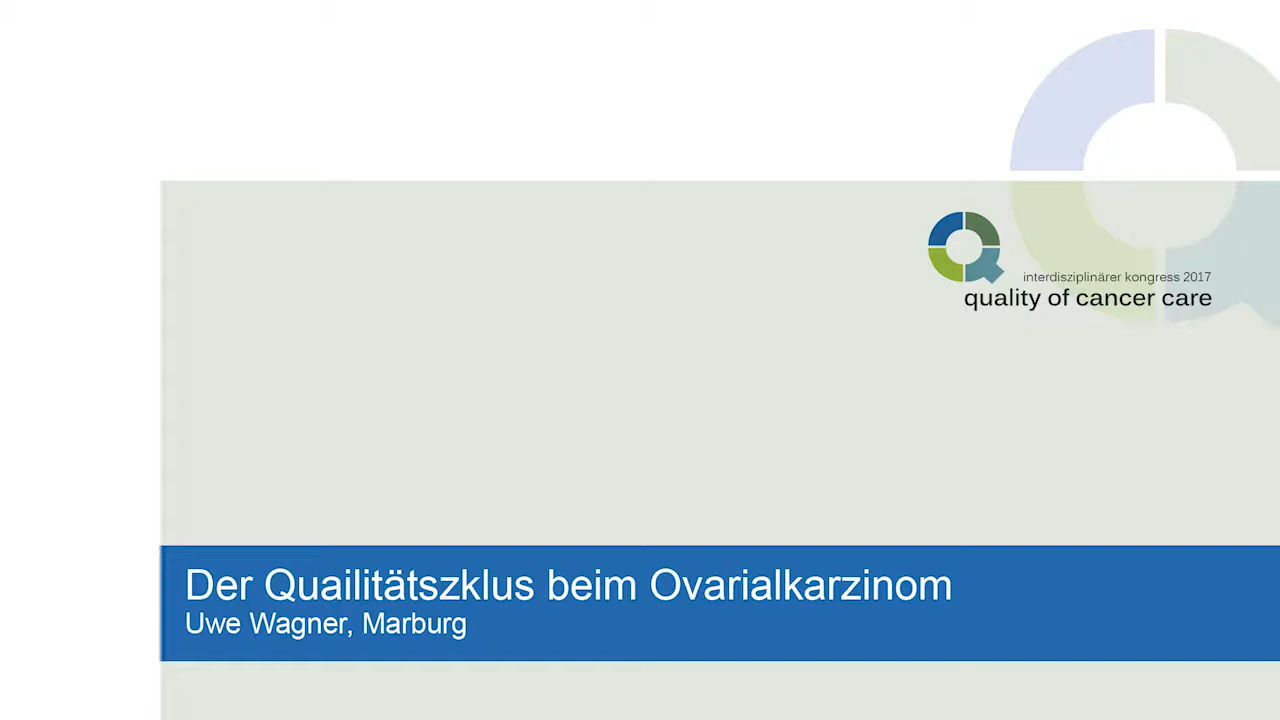 interdisziplinärer kongress 2017
quality of cancer care
Der Quailitätszklus beim Ovarialkarzinom
Uwe Wagner, Marburg